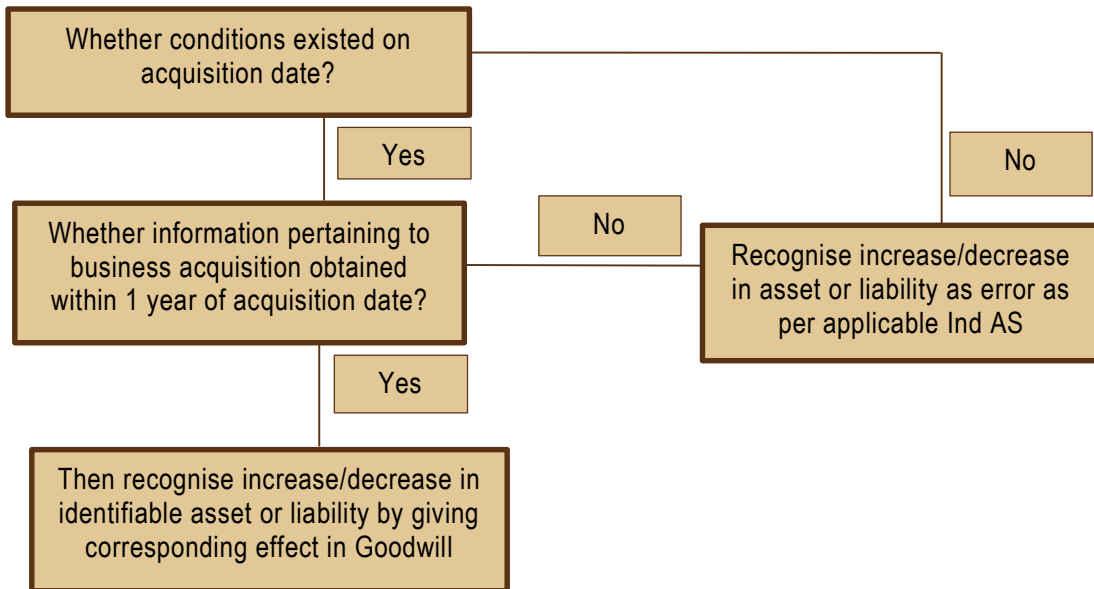 Whether conditions existed on
acquisition date?
Yes
No
Whether information pertaining to
business acquisition obtained
within 1 year of acquisition date?
No
Recognise increase/decrease
in asset or liability as error as
per applicable Ind AS
Yes
Then recognise increase/decrease in
identifiable asset or liability by giving
corresponding effect in Goodwill